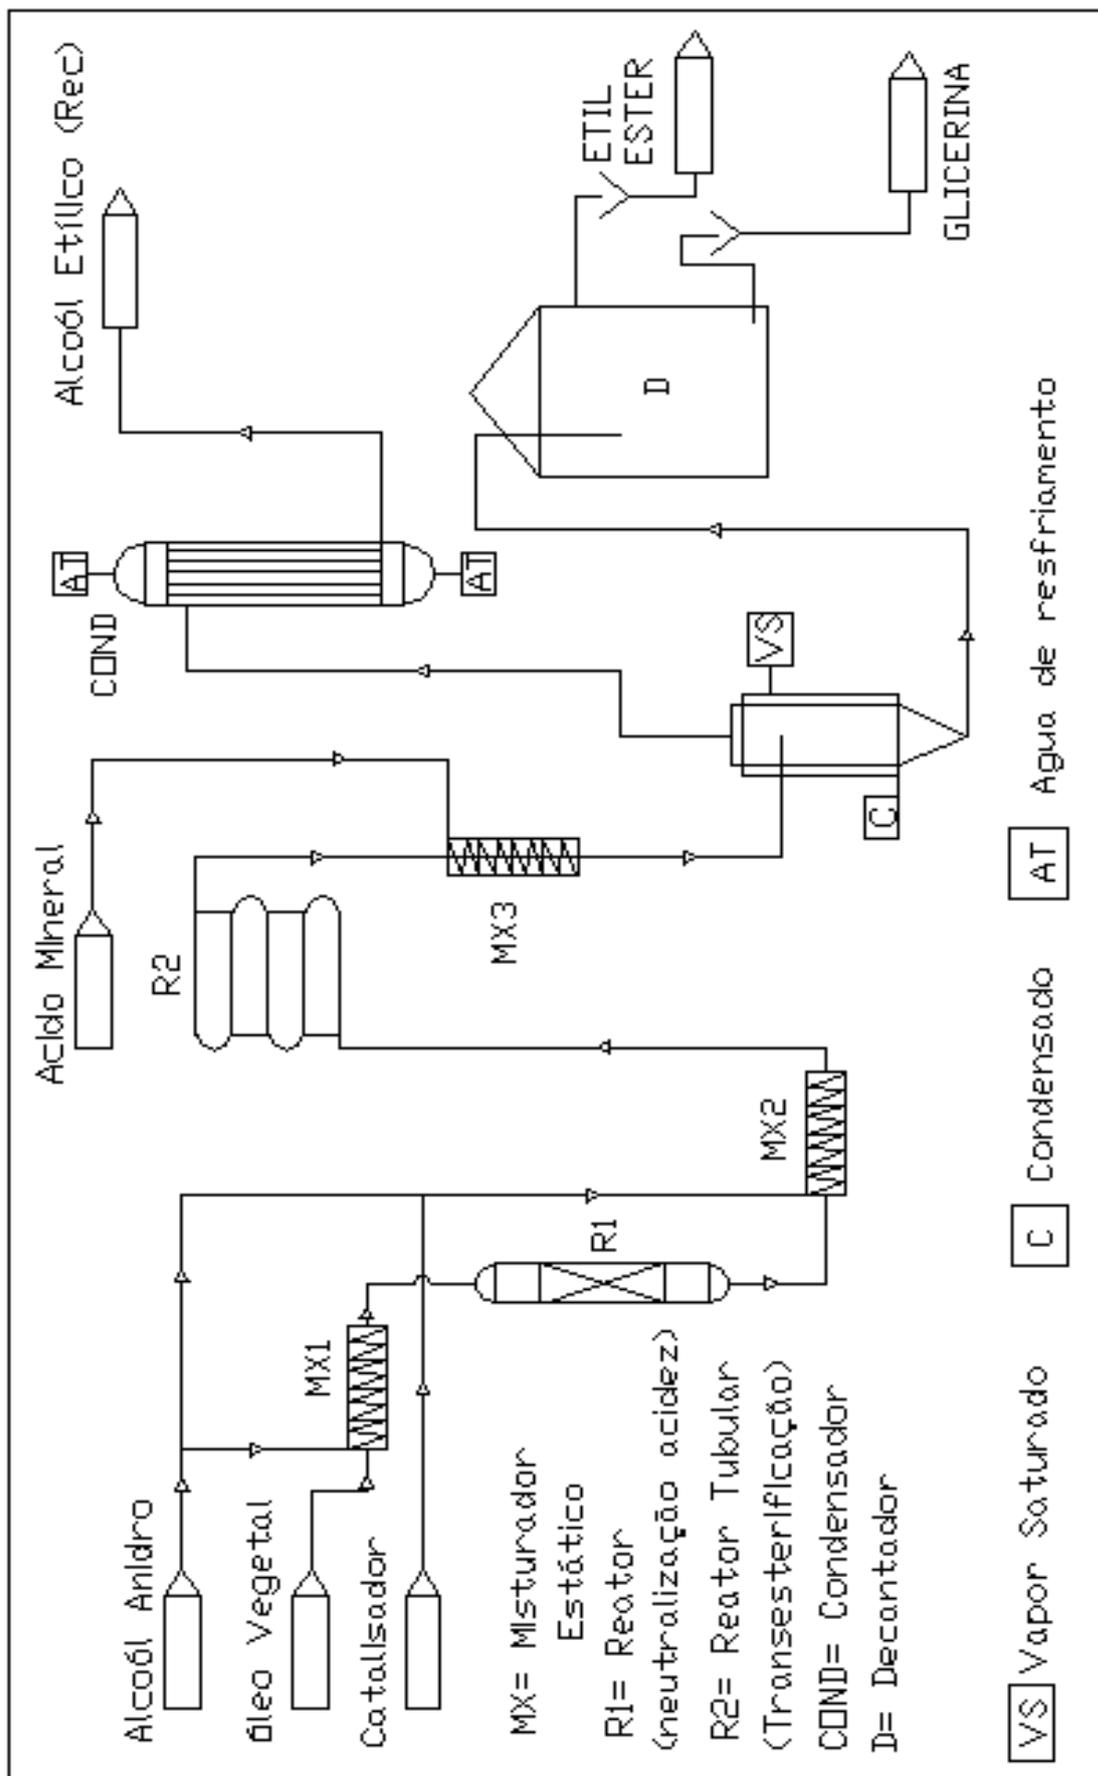 Alcoól Anidro
Óleo Vegetal
Catalisador
MX1
R1
MX2
Acido Mineral
R2
MX3
COND
AT
AT
VS
C
Alcoól Etílico (Rec)
D
ETIL
ESTER
GLICERINA
MX= Misturador
Estático
R1= Reator
(neutralização acidez)
R2= Reator Tubular
(Transesterificação)
COND= Condensador
D= Decantador
VS Vapor Saturado
C Condensado
AT Agua de resfriamento